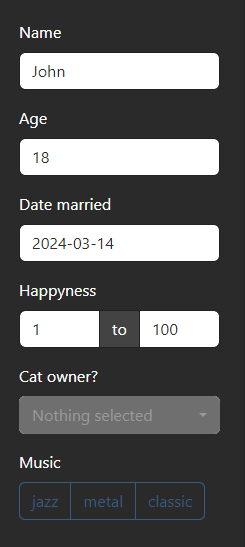 Name
John
Age
18
Date married
2024-03-14
Happyness
1 to 100
Cat owner?
Nothing selected
Music
jazz metal classic